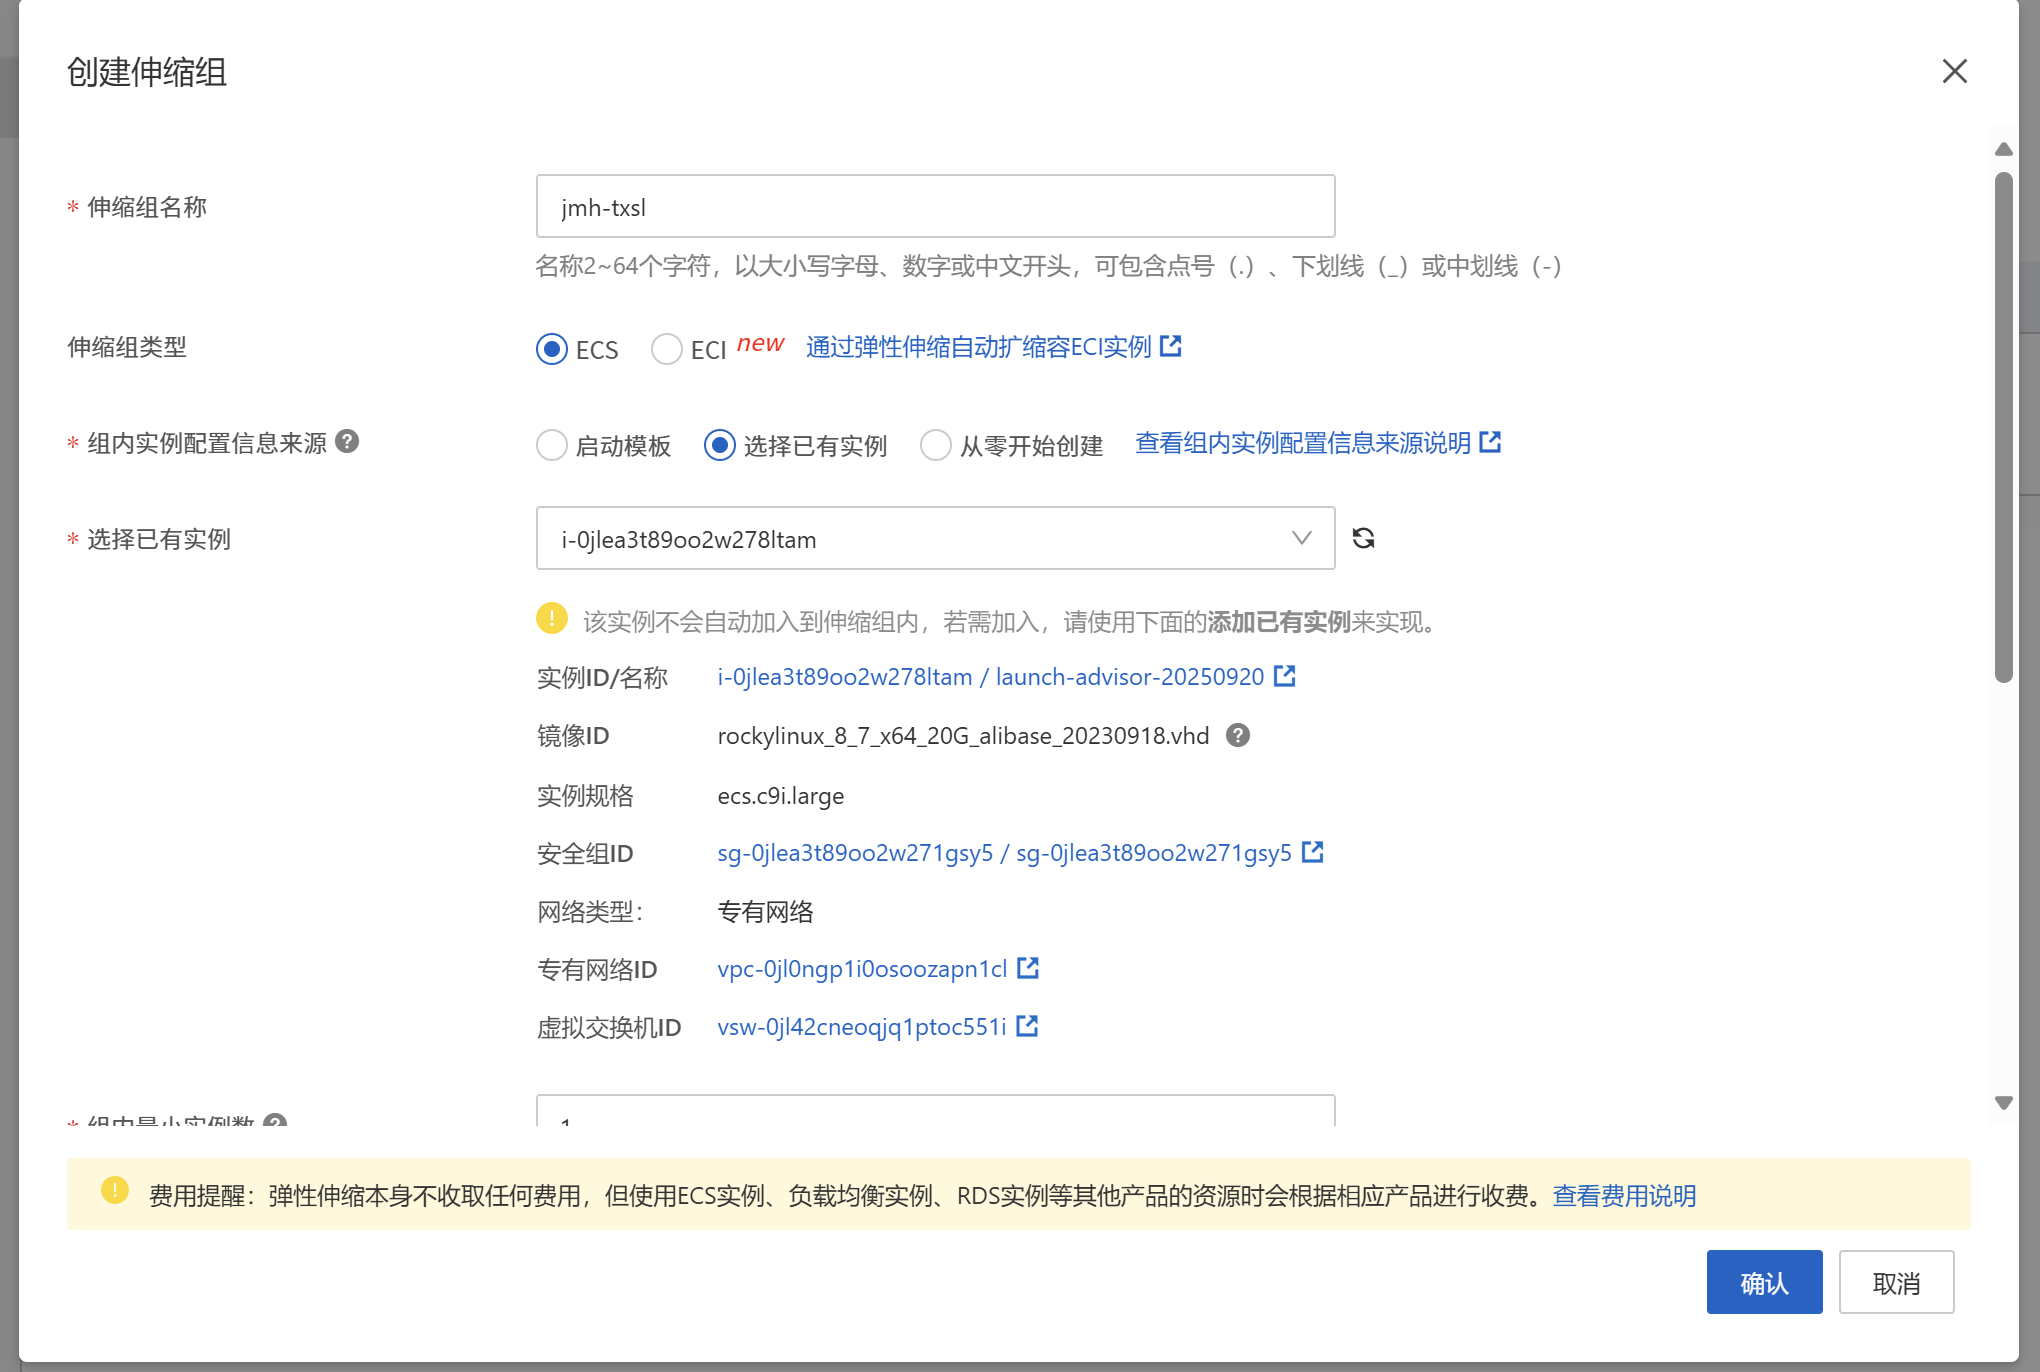 创建伸缩组
* 伸缩组名称
jmh-txsl
名称2~64个字符，以大小写字母、数字或中文开头，可包含点号（.）、下划线（_）或中划线（-）
伸缩组类型
ECS ECI new 通过弹性伸缩自动扩缩容ECI实例
* 组内实例配置信息来源 ?
启动模板 选择已有实例 从零开始创建 查看组内实例配置信息来源说明
* 选择已有实例
i-0jlea3t89oo2w278ltam
! 该实例不会自动加入到伸缩组内，若需加入，请使用下面的添加已有实例来实现。
实例ID/名称 i-0jlea3t89oo2w278ltam / launch-advisor-20250920
镜像ID rockylinux_8_7_x64_20G_alibase_20230918.vhd ?
实例规格 ecs.c9i.large
安全组ID sg-0jlea3t89oo2w271gsy5 / sg-0jlea3t89oo2w271gsy5
网络类型： 专有网络
专有网络ID vpc-0jl0ngp1i0osoozapn1cl
虚拟交换机ID vsw-0jl42cneoqjq1ptoc551i
* 组内最小实例数 ?
1
! 费用提醒：弹性伸缩本身不收取任何费用，但使用ECS实例、负载均衡实例、RDS实例等其他产品的资源时会根据相应产品进行收费。查看费用说明
确认 取消